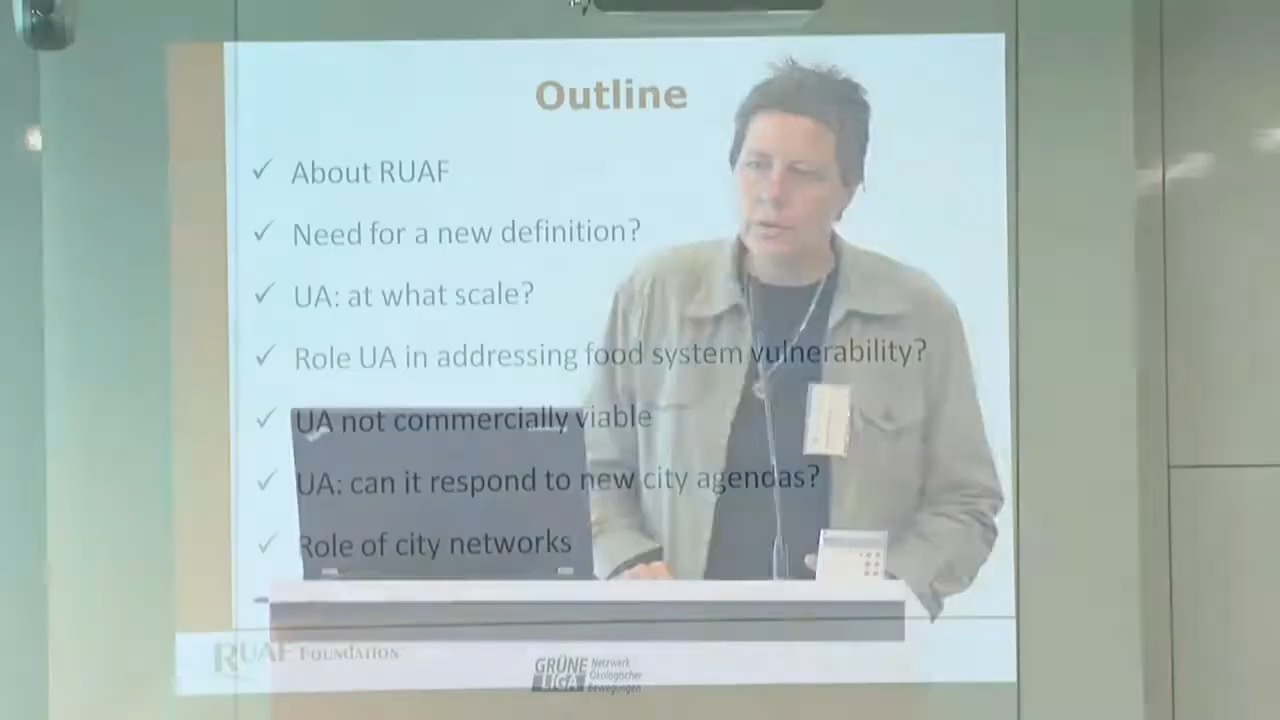 Outline
✓ About RUAF
✓ Need for a new definition?
✓ UA: at what scale?
✓ Role UA in addressing food system vulnerability?
✓ UA not commercially viable
✓ UA: can it respond to new city agendas?
✓ Role of city networks
RUAF FOUNDATION
GRÜNE LIGA
Netzwerk
Ökologischer
Bewegungen